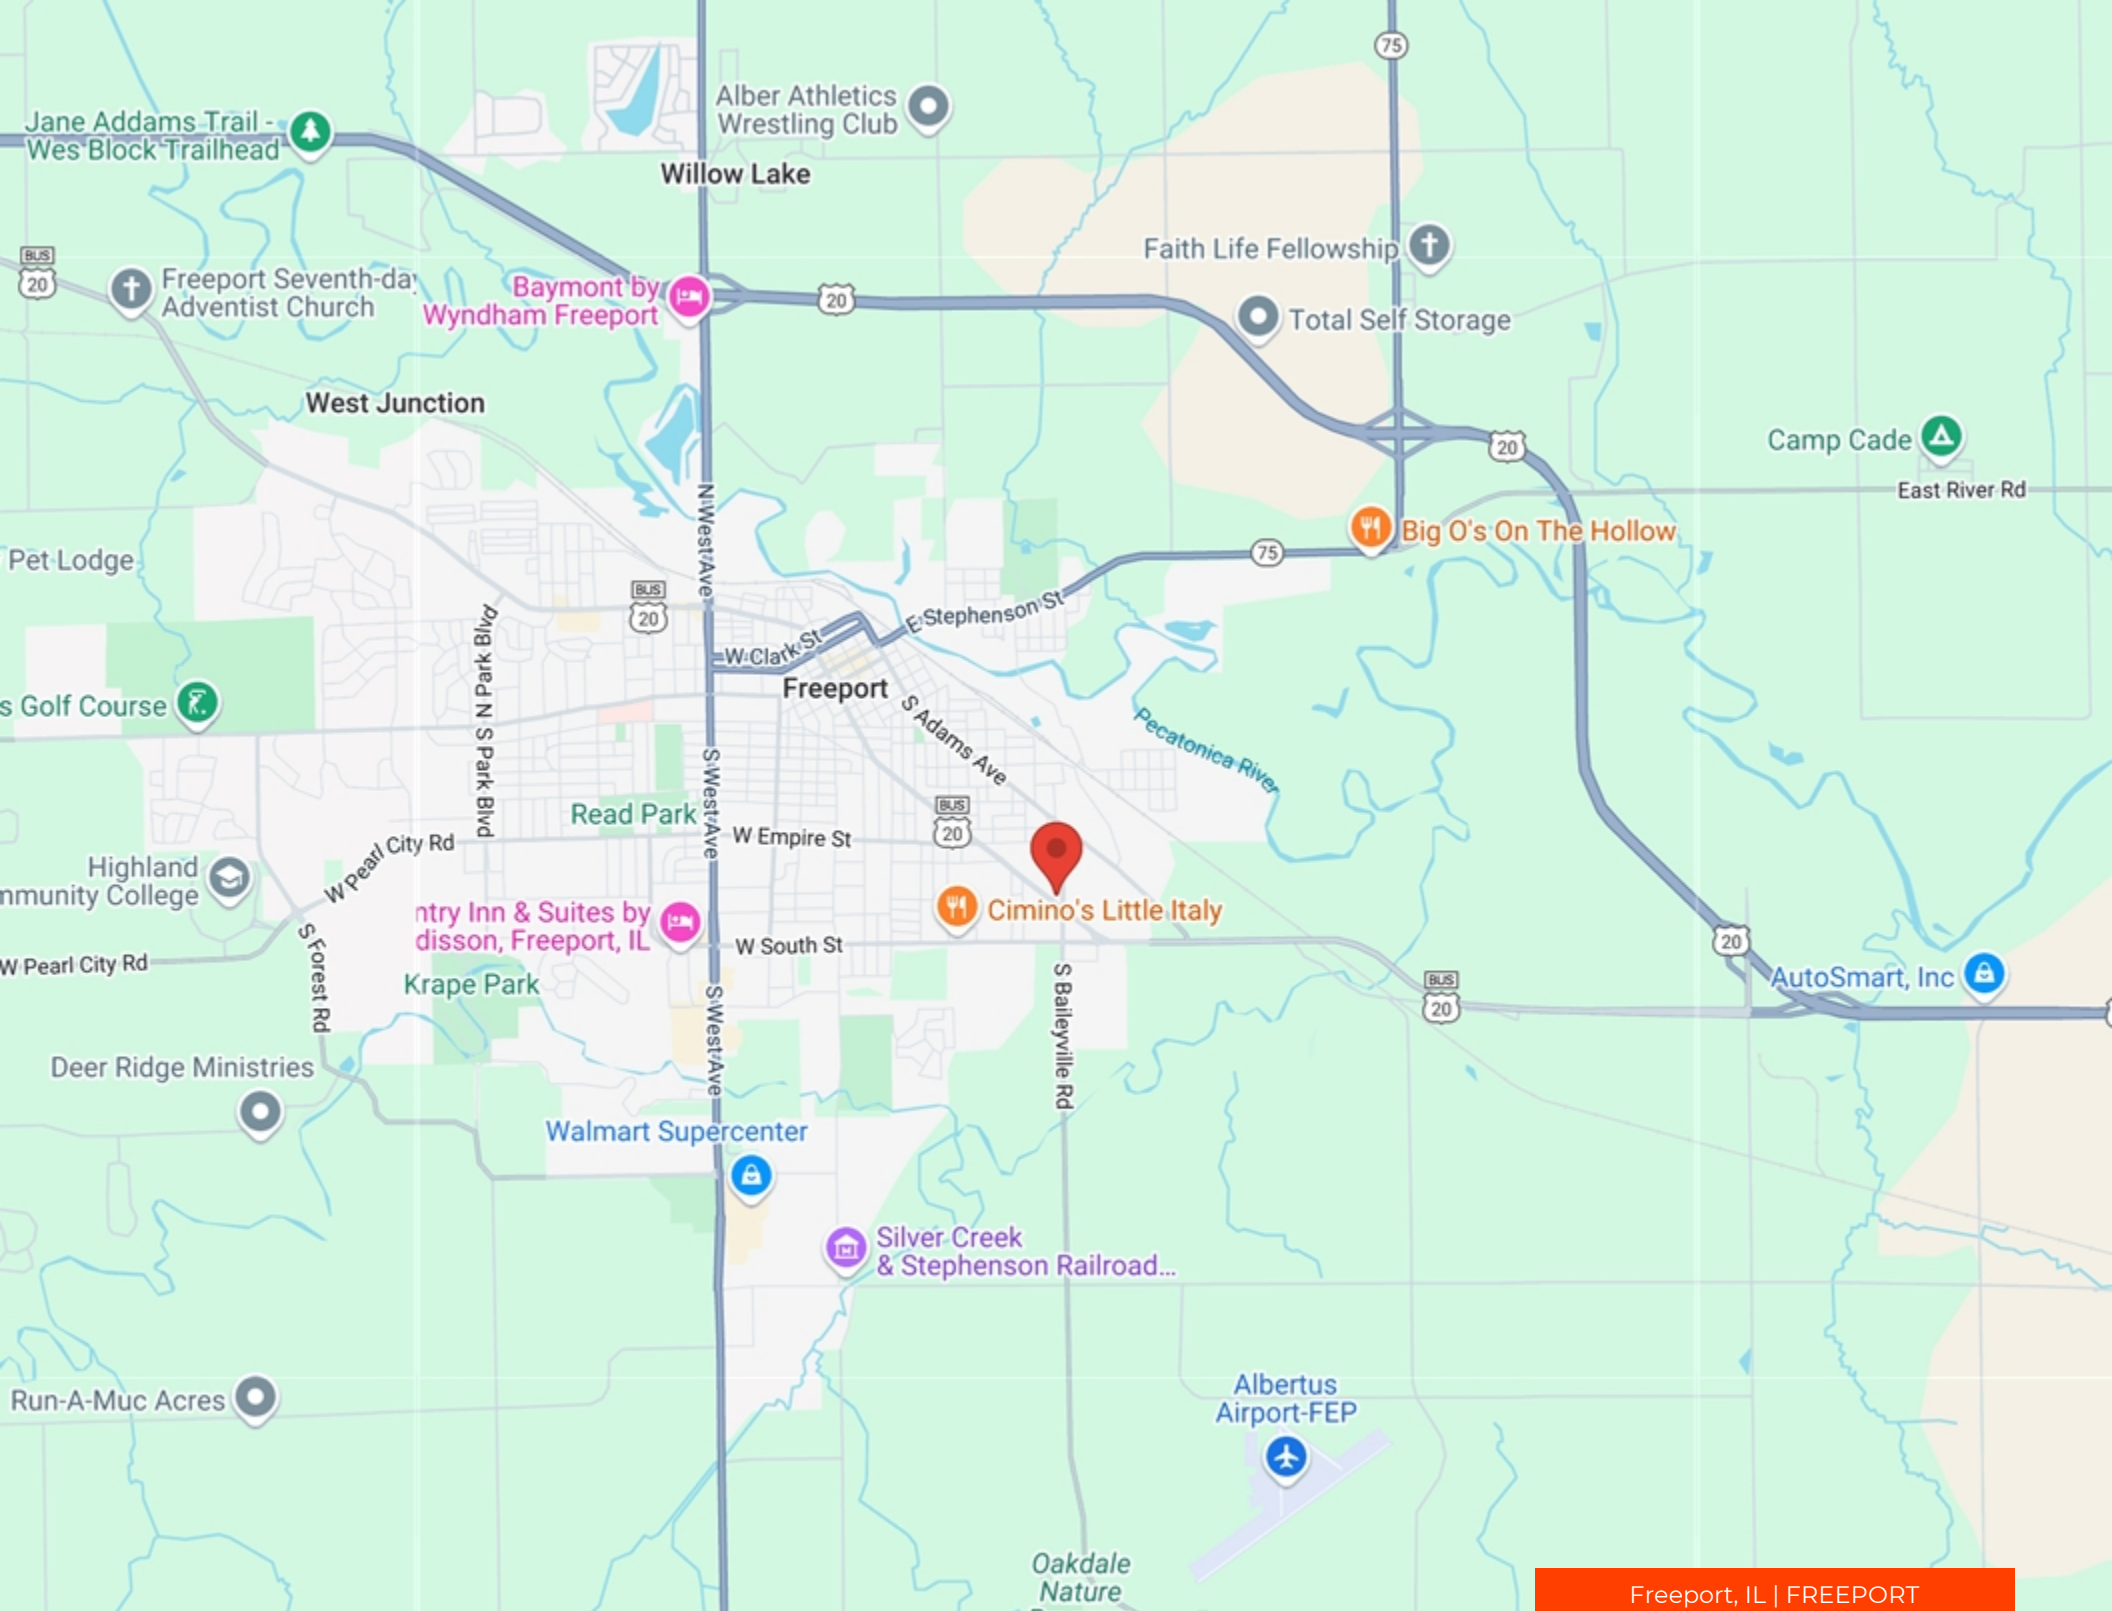 75
Alber Athletics
Wrestling Club
Jane Addams Trail -
Wes Block Trailhead
Willow Lake
Faith Life Fellowship
BUS
20
Freeport Seventh-day
Adventist Church
Baymont by
Wyndham Freeport
20
Total Self Storage
West Junction
20
Camp Cade
East River Rd
N West Ave
Big O's On The Hollow
75
Pet Lodge
BUS
20
E Stephenson St
W Clark St
N Park Blvd
Freeport
s Golf Course
S Adams Ave
Pecatonica River
S Park Blvd
S West Ave
Read Park
W Empire St
BUS
20
W Pearl City Rd
Highland
mmunity College
ntry Inn & Suites by
disson, Freeport, IL
Cimino's Little Italy
W South St
S Forest Rd
W Pearl City Rd
20
AutoSmart, Inc
Krape Park
BUS
20
S West Ave
S Baileyville Rd
Deer Ridge Ministries
Walmart Supercenter
Silver Creek
& Stephenson Railroad...
Run-A-Muc Acres
Albertus
Airport-FEP
Oakdale
Nature
Freeport, IL | FREEPORT